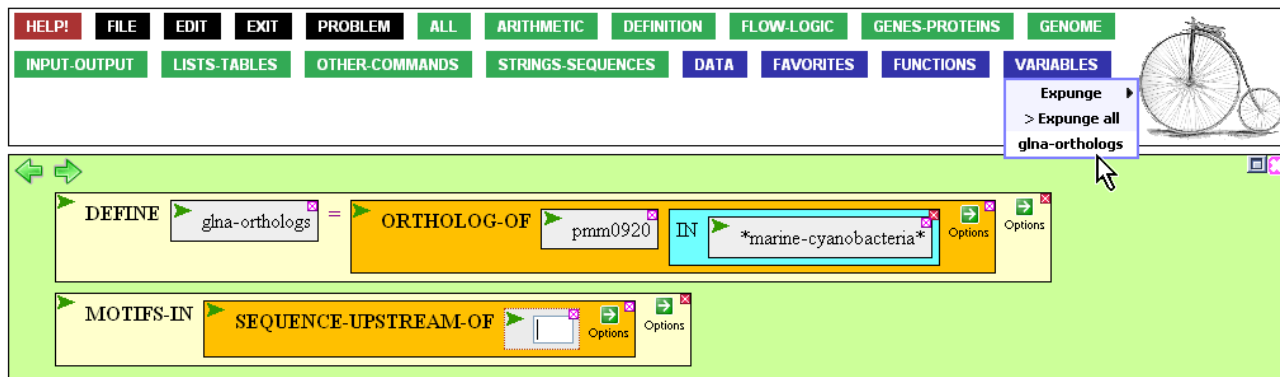 HELP! FILE EDIT EXIT PROBLEM ALL ARITHMETIC DEFINITION FLOW-LOGIC GENES-PROTEINS GENOME
INPUT-OUTPUT LISTS-TABLES OTHER-COMMANDS STRINGS-SEQUENCES DATA FAVORITES FUNCTIONS VARIABLES
Expunge
> Expunge all
glna-orthologs
DEFINE glna-orthologs = ORTHOLOG-OF pmm0920 IN *marine-cyanobacteria* Options Options
MOTIFS-IN SEQUENCE-UPSTREAM-OF Options Options